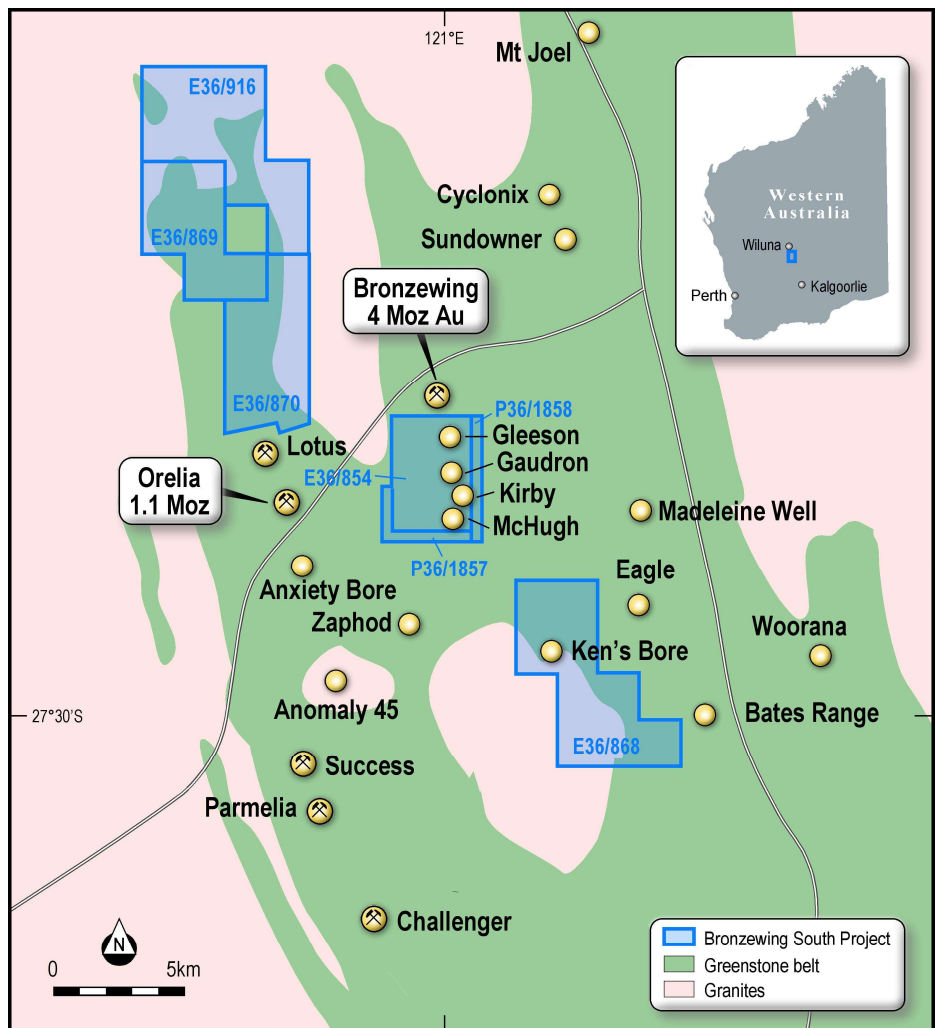 121°E
Mt Joel
E36/916
Western
Australia
Wiluna
Kalgoorlie
Perth
Cyclonix
Sundowner
E36/869
Bronzewing
4 Moz Au
E36/870
P36/1858
Gleeson
Lotus
Gaudron
E36/854
Orelia
1.1 Moz
Kirby
McHugh
Madeleine Well
P36/1857
Eagle
Anxiety Bore
Zaphod
Woorana
Ken's Bore
Anomaly 45
27°30'S
Bates Range
E36/868
Success
Parmelia
Challenger
N
0 5km
Bronzewing South Project
Greenstone belt
Granites